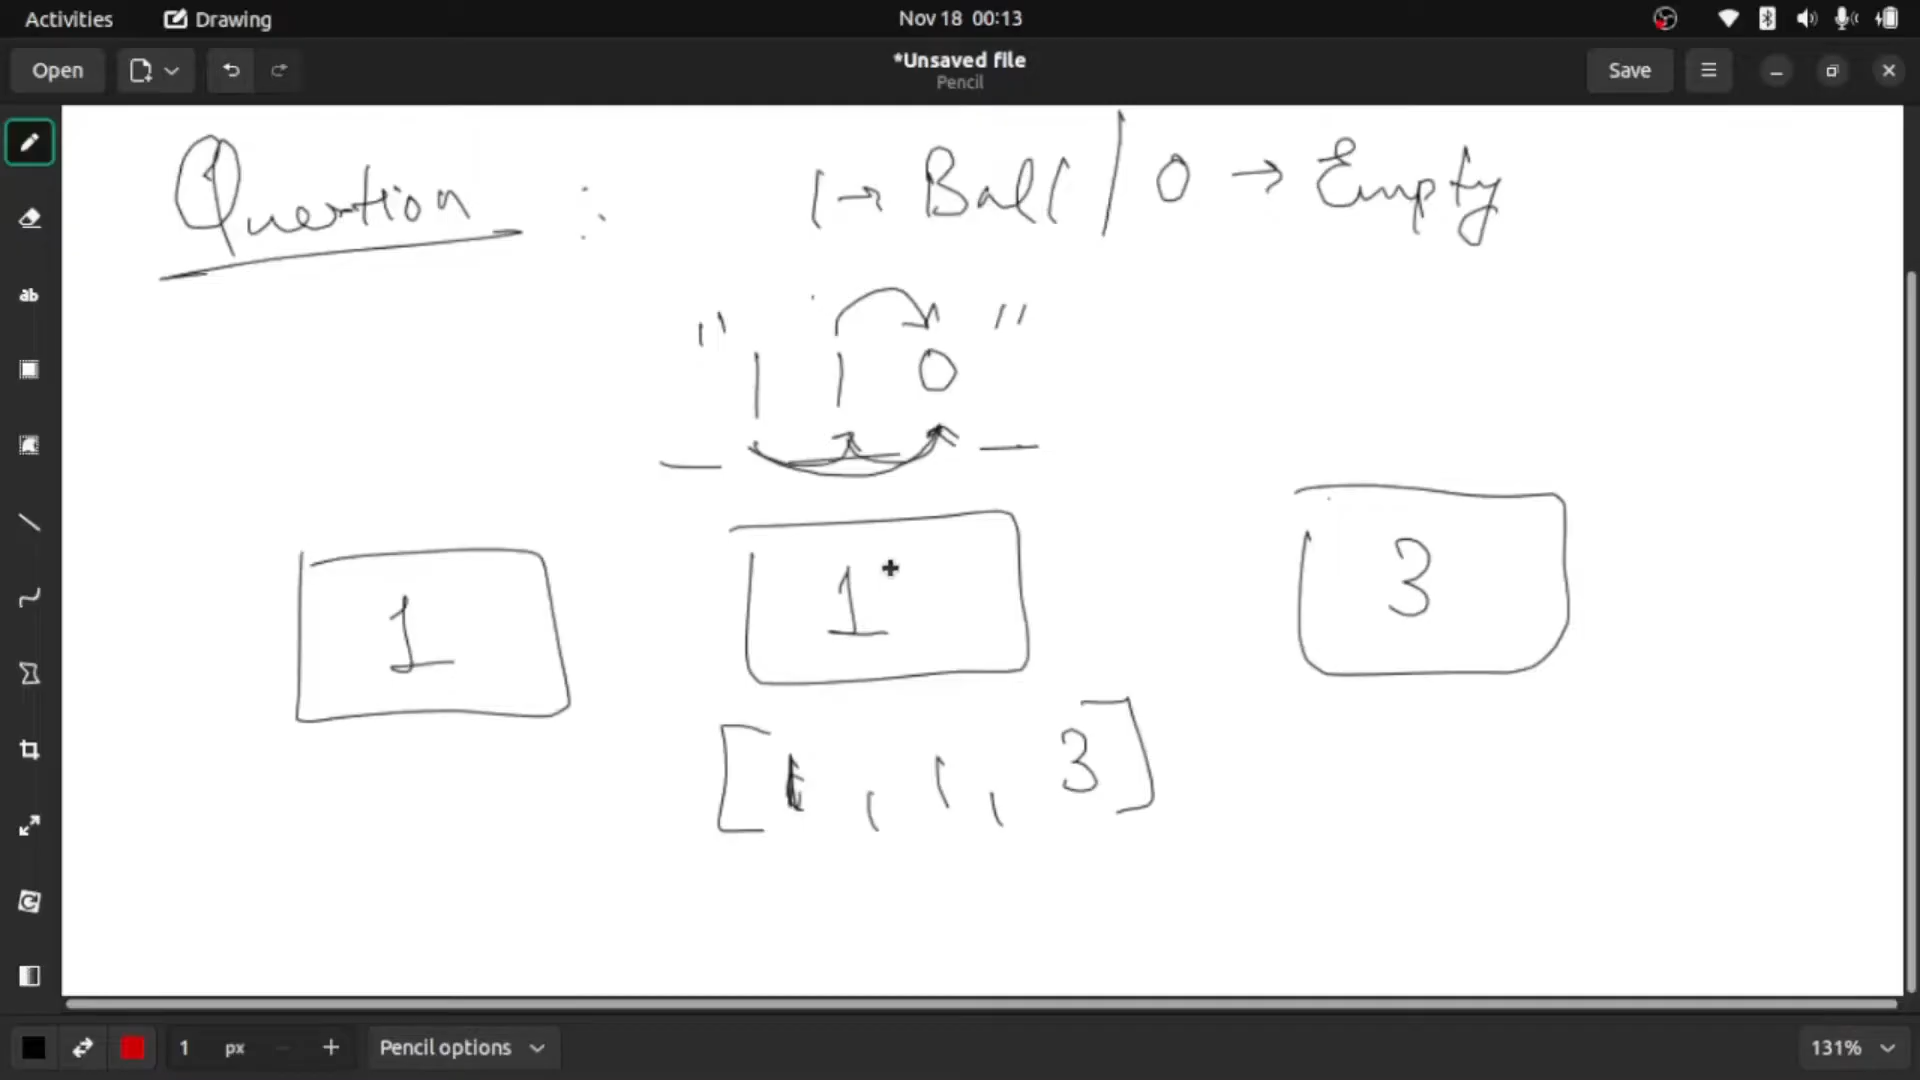 Activities Drawing Nov 18 00:13
Open *Unsaved file Save
Pencil
Question : 1 → Ball / 0 → Empty
" 1 1 0 "
1 1 3
[1, 1, 3]
1 px Pencil options 131%